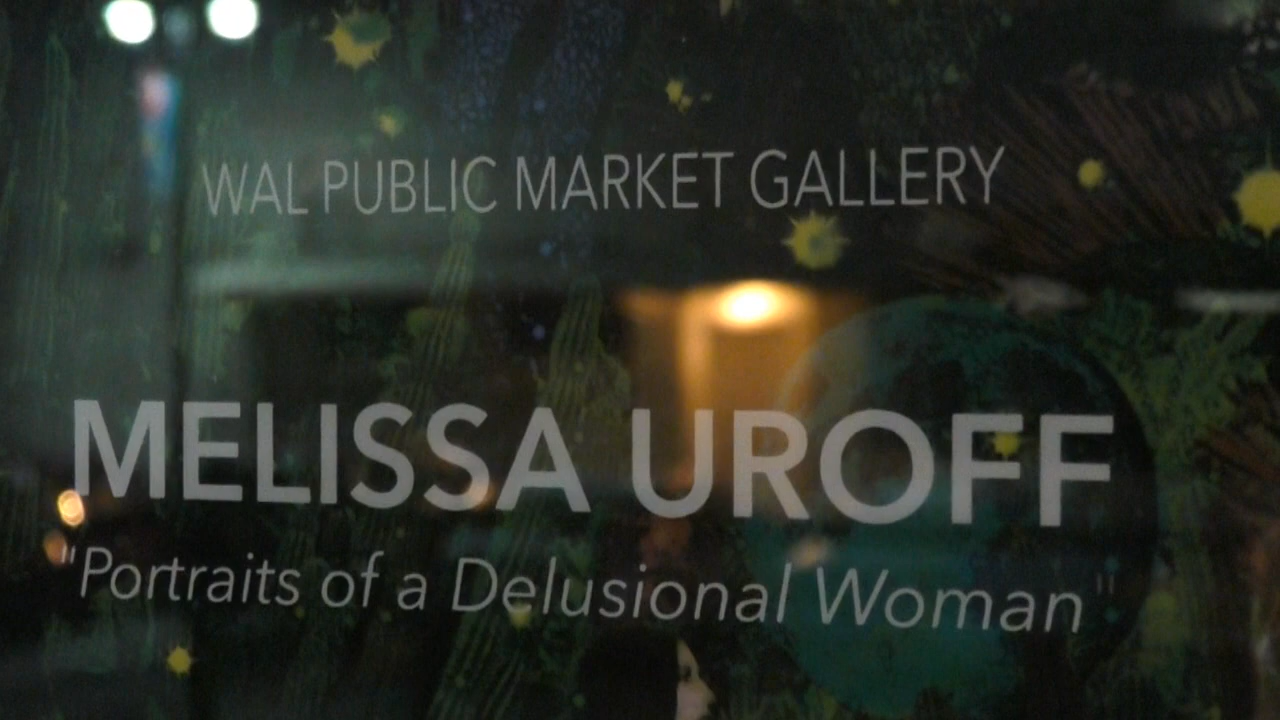 WAL PUBLIC MARKET GALLERY
MELISSA UROFF
"Portraits of a Delusional Woman"